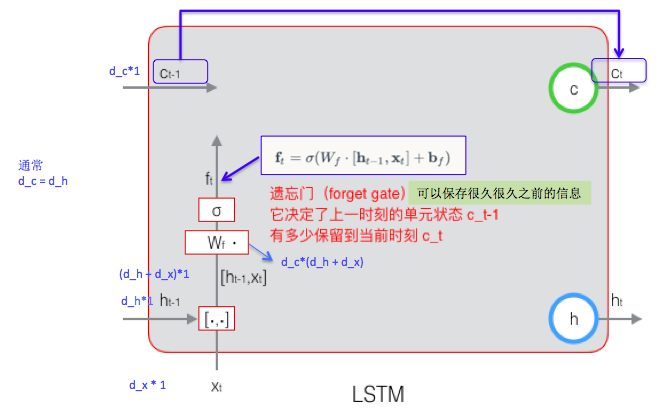 d_c*1
Ct-1
Ct
c
通常
d_c = d_h
ft
ft = σ(Wf · [ht−1, xt] + bf)
遗忘门（forget gate）
可以保存很久很久之前的信息
它决定了上一时刻的单元状态 c_t-1
有多少保留到当前时刻 c_t
σ
Wf ·
d_c*(d_h + d_x)
(d_h + d_x)*1
[ht-1,Xt]
d_h*1
ht-1
[.,.]
h
ht
d_x * 1
Xt
LSTM